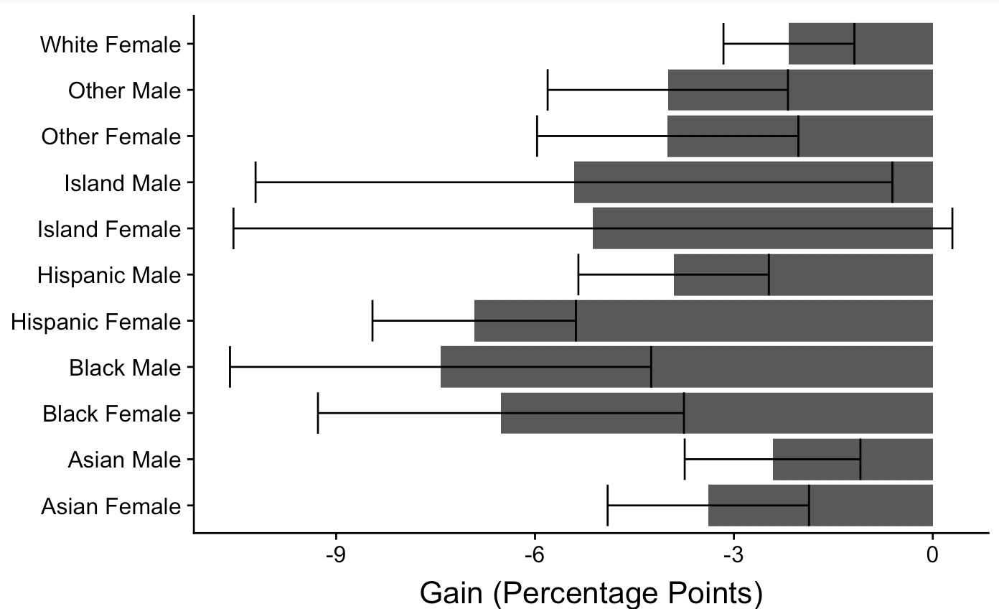 White Female
Other Male
Other Female
Island Male
Island Female
Hispanic Male
Hispanic Female
Black Male
Black Female
Asian Male
Asian Female
-9 -6 -3 0
Gain (Percentage Points)